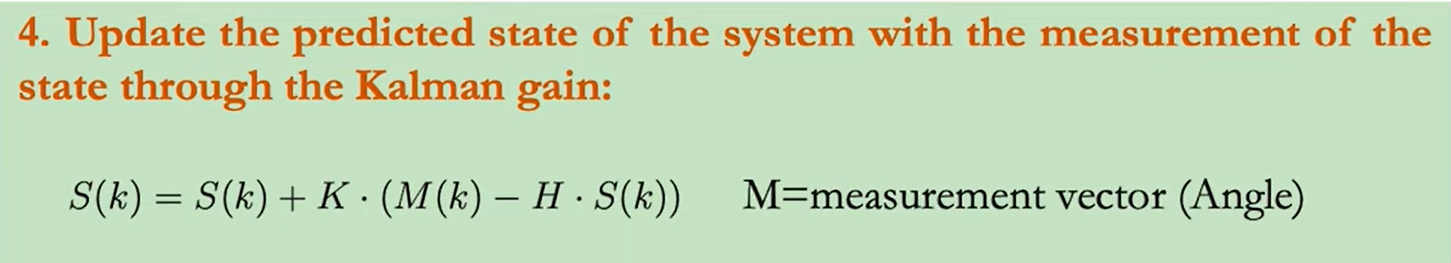 4. Update the predicted state of the system with the measurement of the
state through the Kalman gain:
S(k) = S(k) + K · (M(k) − H · S(k)) M=measurement vector (Angle)